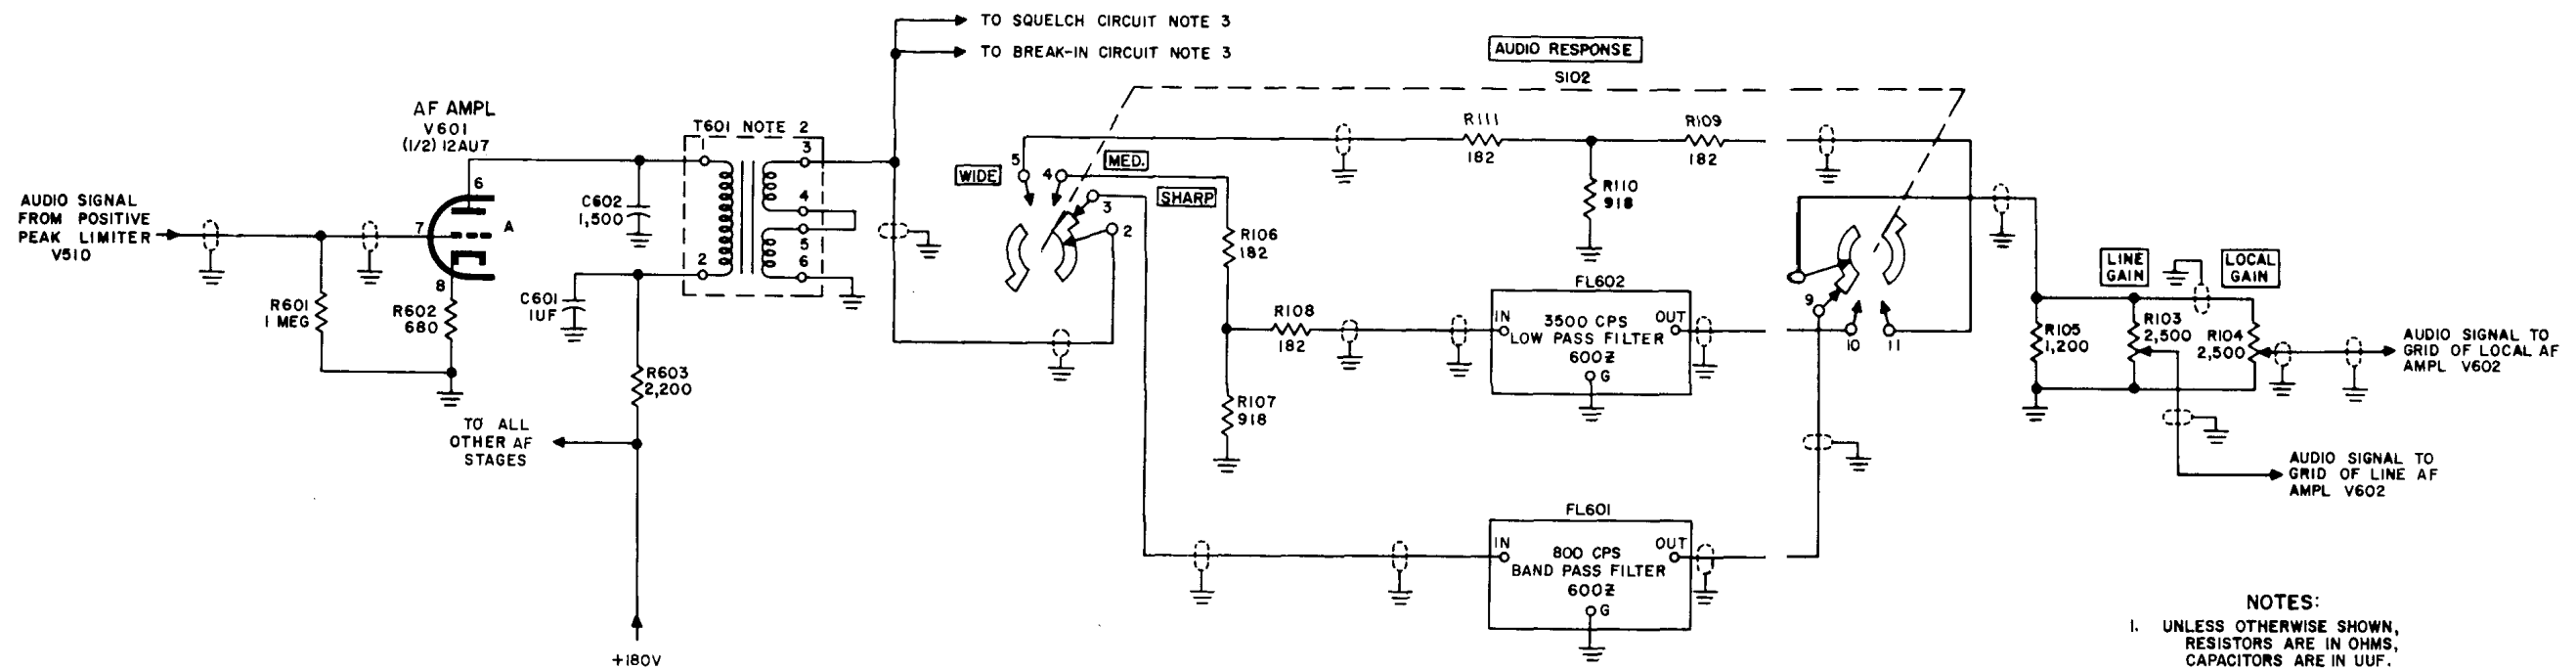 TO SQUELCH CIRCUIT NOTE 3
TO BREAK-IN CIRCUIT NOTE 3
AUDIO RESPONSE
S102
AF AMPL
V601
(1/2) 12AU7
T601 NOTE 2
1
3
4
5
6
2
AUDIO SIGNAL
FROM POSITIVE
PEAK LIMITER
V510
7
6
A
8
R601
1 MEG
R602
680
C602
1,500
C601
1UF
R603
2,200
TO ALL
OTHER AF
STAGES
+180V
WIDE
5
4
MED.
3
SHARP
2
R111
182
R109
182
R110
918
R106
182
R108
182
R107
918
FL602
IN
3500 CPS
OUT
LOW PASS FILTER
600Z
G
FL601
IN
800 CPS
OUT
BAND PASS FILTER
600Z
G
9
10
11
LINE
GAIN
LOCAL
GAIN
R105
1,200
R103
2,500
R104
2,500
AUDIO SIGNAL TO
GRID OF LOCAL AF
AMPL V602
AUDIO SIGNAL TO
GRID OF LINE AF
AMPL V602
NOTES:
1. UNLESS OTHERWISE SHOWN,
RESISTORS ARE IN OHMS,
CAPACITORS ARE IN UUF.